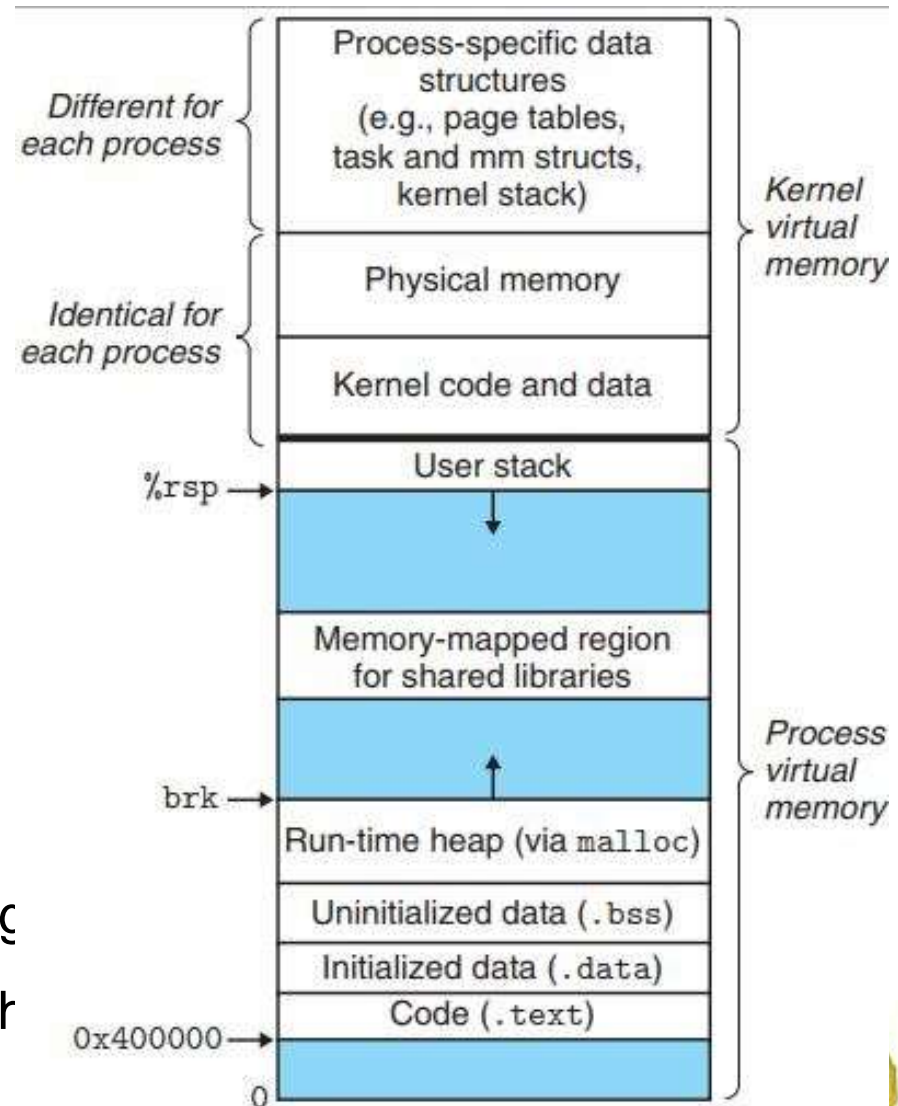 Process-specific data
structures
(e.g., page tables,
task and mm structs,
kernel stack)
Different for
each process
Kernel
virtual
memory
Physical memory
Identical for
each process
Kernel code and data
User stack
%rsp
Memory-mapped region
for shared libraries
Process
virtual
memory
brk
Run-time heap (via malloc)
Uninitialized data (.bss)
Initialized data (.data)
Code (.text)
0x400000
0